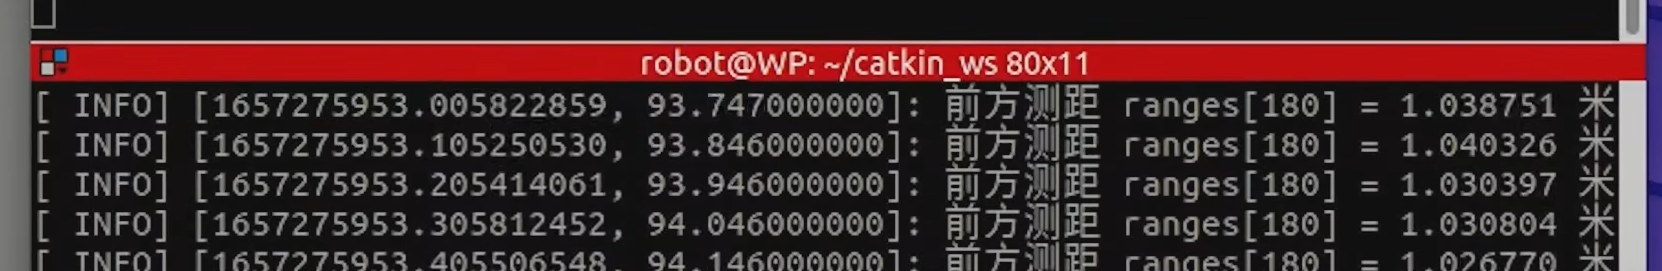 robot@WP: ~/catkin_ws 80x11
[ INFO] [1657275953.005822859, 93.747000000]: 前方测距 ranges[180] = 1.038751 米
[ INFO] [1657275953.105250530, 93.846000000]: 前方测距 ranges[180] = 1.040326 米
[ INFO] [1657275953.205414061, 93.946000000]: 前方测距 ranges[180] = 1.030397 米
[ INFO] [1657275953.305812452, 94.046000000]: 前方测距 ranges[180] = 1.030804 米
[ INFO] [1657275953.405506548, 94.146000000]: 前方测距 ranges[180] = 1.026770 米